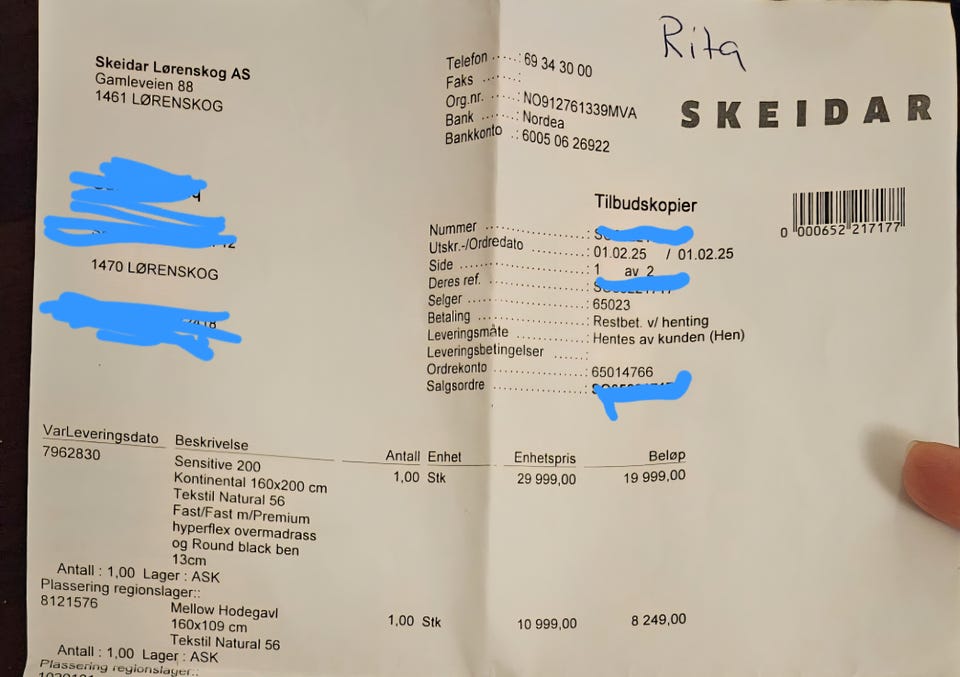 Rita
SKEIDAR
Skeidar Lørenskog AS
Gamleveien 88
1461 LØRENSKOG
Telefon .....: 69 34 30 00
Faks .......:
Org.nr. .....: NO912761339MVA
Bank .......: Nordea
Bankkonto .: 6005 06 26922
1470 LØRENSKOG
Tilbudskopier
0 000652 217177
Nummer ..................:
Utskr.-/Ordredato ..........: 01.02.25 / 01.02.25
Side .......................: 1 av 2
Deres ref. ..................:
Selger .....................: 65023
Betaling ....................: Restbet. v/ henting
Leveringsmåte .............: Hentes av kunden (Hen)
Leveringsbetingelser .....:
Ordrekonto ................: 65014766
Salgsordre .................:
VarLeveringsdato Beskrivelse Antall Enhet Enhetspris Beløp
7962830 Sensitive 200 1,00 Stk 29 999,00 19 999,00
Kontinental 160x200 cm
Tekstil Natural 56
Fast/Fast m/Premium
hyperflex overmadrass
og Round black ben
13cm
Antall : 1,00 Lager : ASK
Plassering regionslager::
8121576 Mellow Hodegavl 1,00 Stk 10 999,00 8 249,00
160x109 cm
Tekstil Natural 56
Antall : 1,00 Lager : ASK
Plassering regionslager::